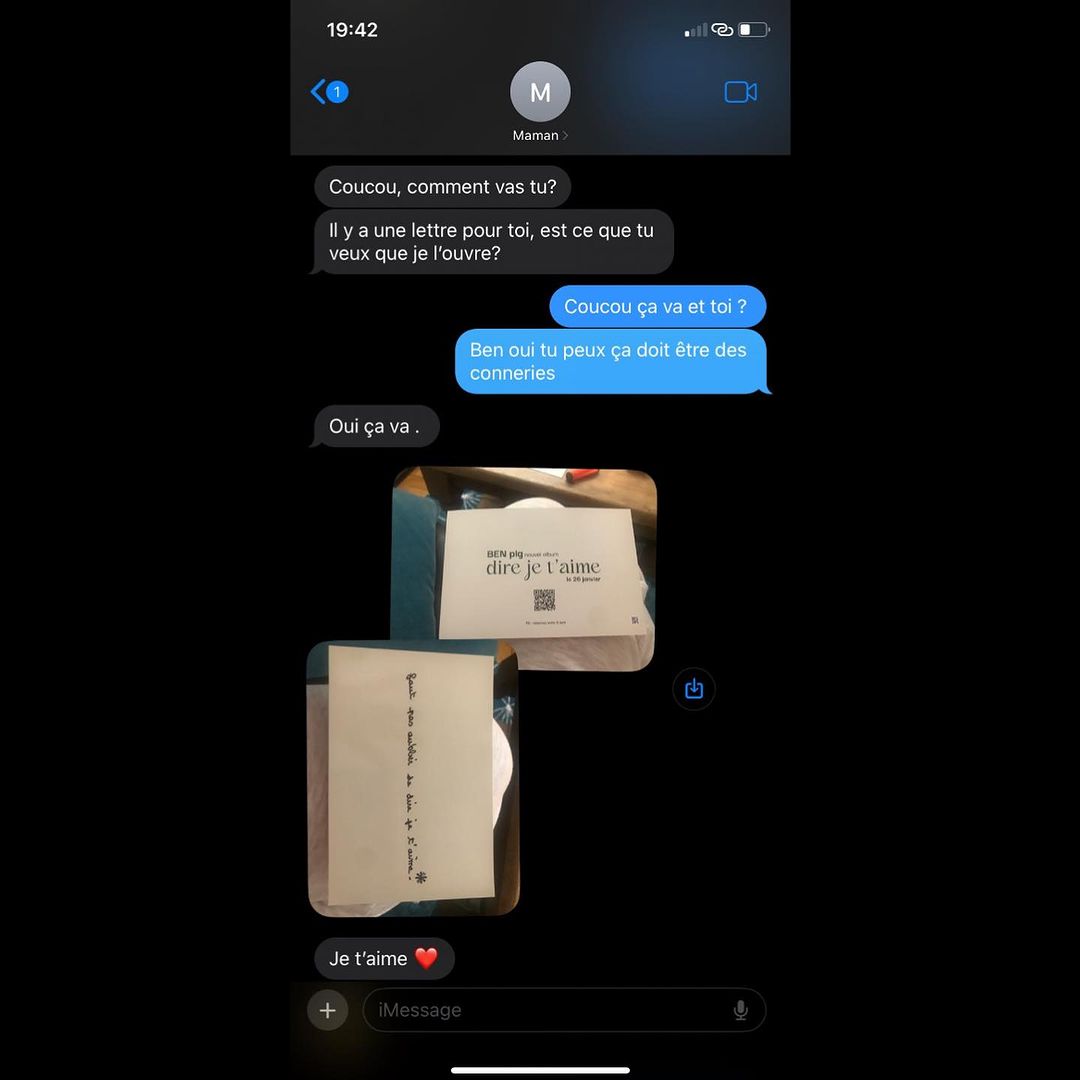 19:42
1
M
Maman
Coucou, comment vas tu?
Il y a une lettre pour toi, est ce que tu
veux que je l’ouvre?
Coucou ça va et toi ?
Ben oui tu peux ça doit être des
conneries
Oui ça va .
BEN plg nouvel album
dire je t’aime
le 26 janvier
faut pas oublier de dire je t'aime.
Je t’aime ❤️
iMessage